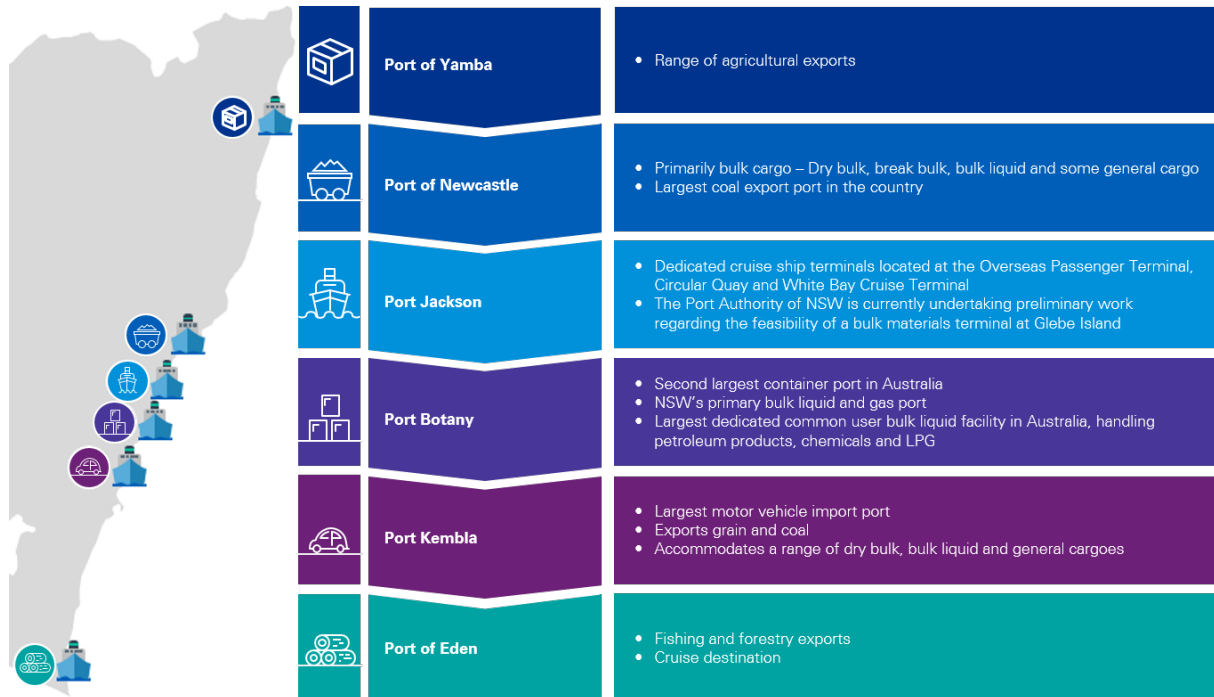 Port of Yamba
• Range of agricultural exports
Port of Newcastle
• Primarily bulk cargo – Dry bulk, break bulk, bulk liquid and some general cargo
• Largest coal export port in the country
Port Jackson
• Dedicated cruise ship terminals located at the Overseas Passenger Terminal,
Circular Quay and White Bay Cruise Terminal
• The Port Authority of NSW is currently undertaking preliminary work
regarding the feasibility of a bulk materials terminal at Glebe Island
Port Botany
• Second largest container port in Australia
• NSW's primary bulk liquid and gas port
• Largest dedicated common user bulk liquid facility in Australia, handling
petroleum products, chemicals and LPG
Port Kembla
• Largest motor vehicle import port
• Exports grain and coal
• Accommodates a range of dry bulk, bulk liquid and general cargoes
Port of Eden
• Fishing and forestry exports
• Cruise destination